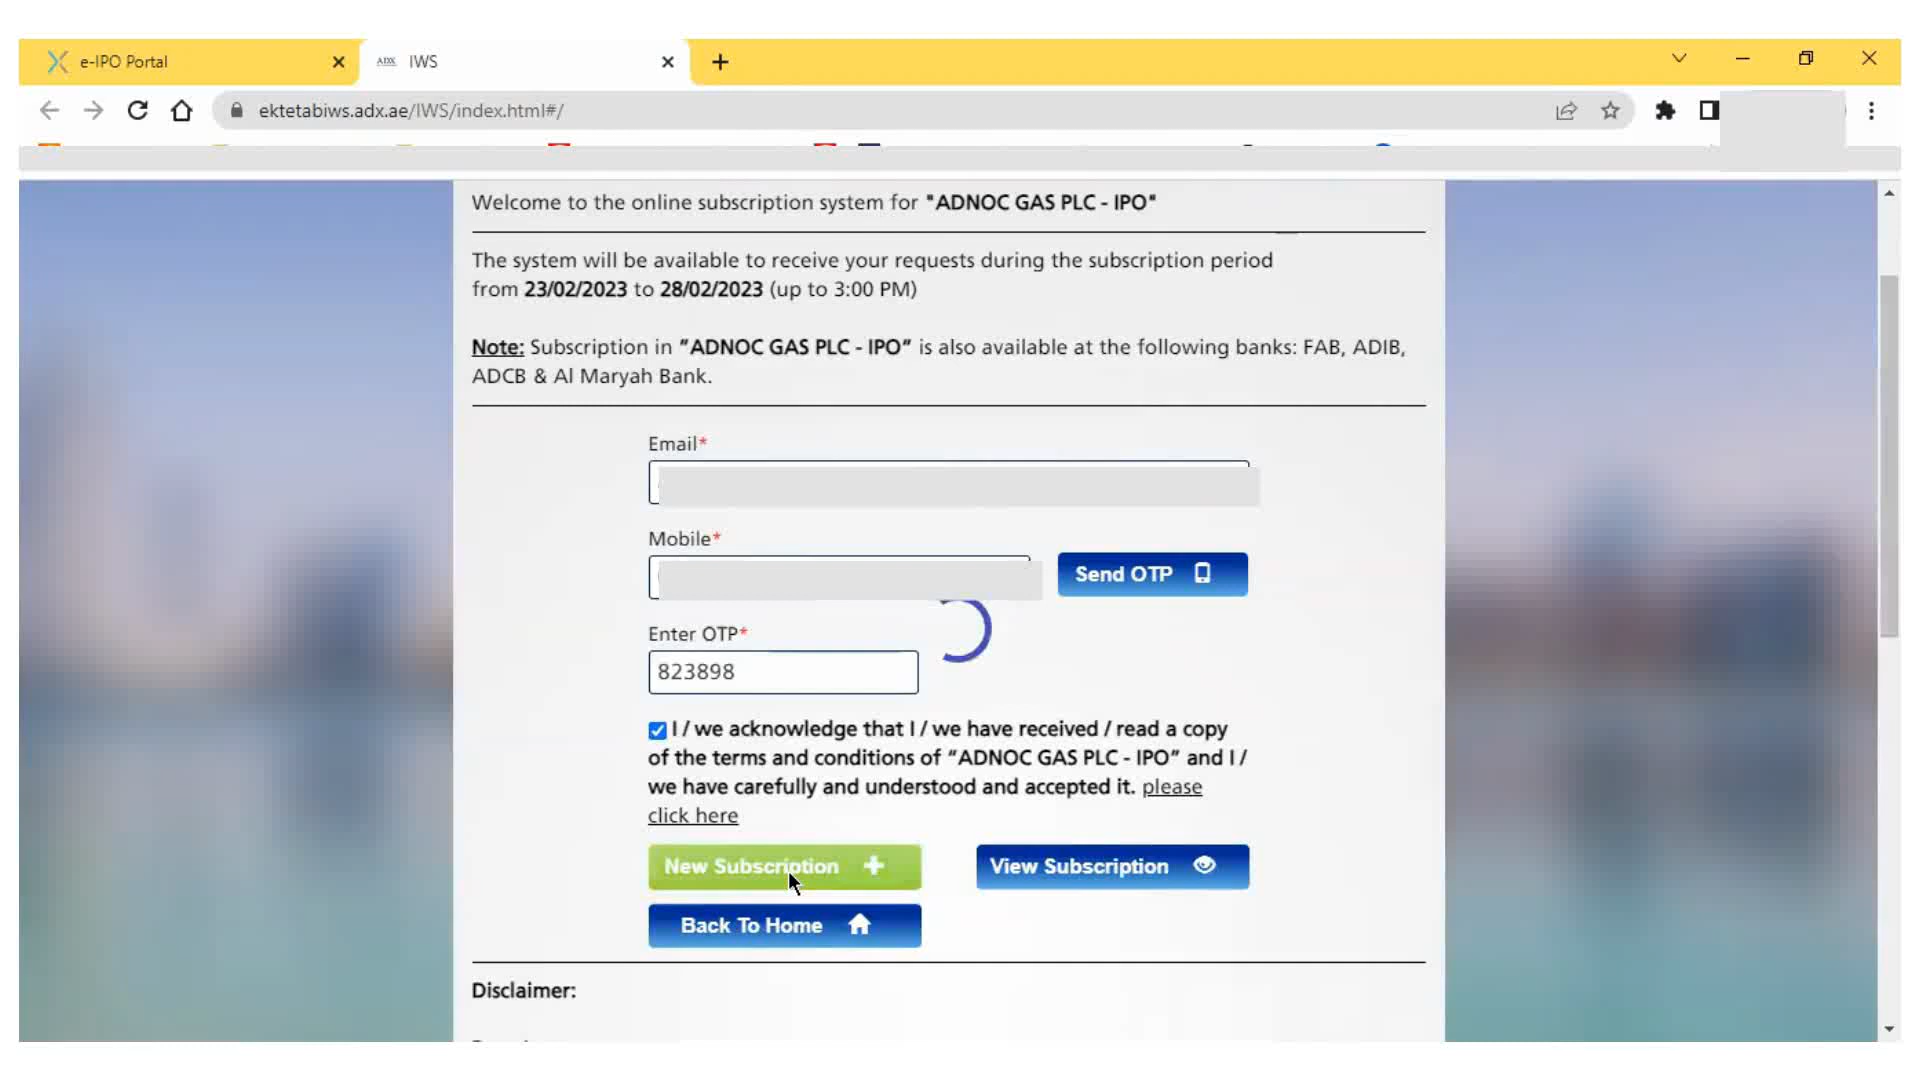 e-IPO Portal
ADX IWS
ektetabiws.adx.ae/IWS/index.html#/
Welcome to the online subscription system for "ADNOC GAS PLC - IPO"
The system will be available to receive your requests during the subscription period
from 23/02/2023 to 28/02/2023 (up to 3:00 PM)
Note: Subscription in "ADNOC GAS PLC - IPO" is also available at the following banks: FAB, ADIB,
ADCB & Al Maryah Bank.
Email*
Mobile*
Send OTP
Enter OTP*
823898
I / we acknowledge that I / we have received / read a copy
of the terms and conditions of “ADNOC GAS PLC - IPO” and I /
we have carefully and understood and accepted it. please
click here
New Subscription
View Subscription
Back To Home
Disclaimer: